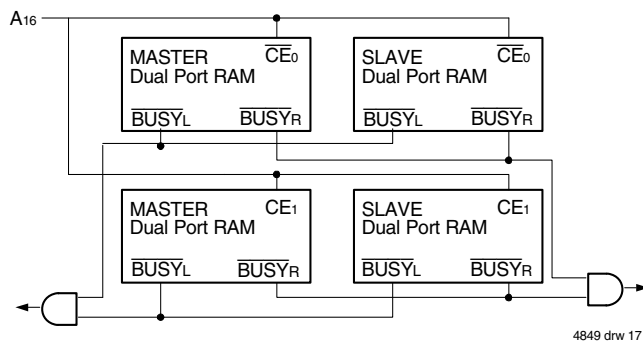 A16
MASTER
Dual Port RAM
CE0
BUSYL
BUSYR
SLAVE
Dual Port RAM
CE0
BUSYL
BUSYR
MASTER
Dual Port RAM
CE1
BUSYL
BUSYR
SLAVE
Dual Port RAM
CE1
BUSYL
BUSYR
4849 drw 17